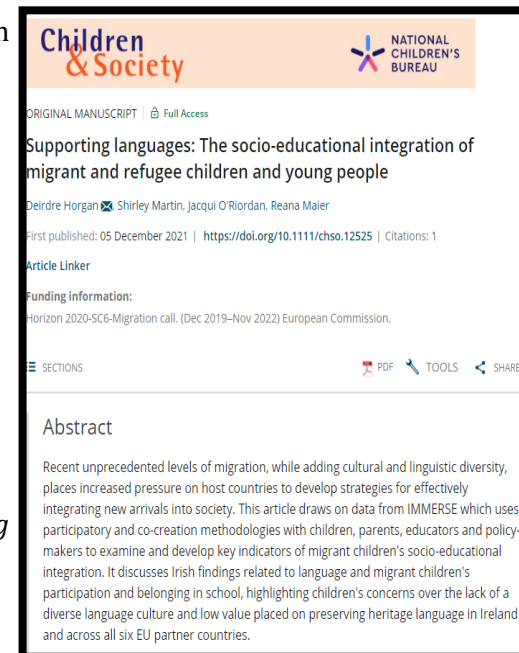 n
Children
& Society
NATIONAL
CHILDREN'S
BUREAU
ORIGINAL MANUSCRIPT | Full Access
Supporting languages: The socio-educational integration of
migrant and refugee children and young people
Deirdre Horgan, Shirley Martin, Jacqui O'Riordan, Reana Maier
First published: 05 December 2021 | https://doi.org/10.1111/chso.12525 | Citations: 1
Article Linker
Funding information:
Horizon 2020-SC6-Migration call. (Dec 2019–Nov 2022) European Commission.
SECTIONS PDF TOOLS SHARE
Abstract
Recent unprecedented levels of migration, while adding cultural and linguistic diversity,
places increased pressure on host countries to develop strategies for effectively
integrating new arrivals into society. This article draws on data from IMMERSE which uses
g
participatory and co-creation methodologies with children, parents, educators and policy-
makers to examine and develop key indicators of migrant children's socio-educational
integration. It discusses Irish findings related to language and migrant children's
participation and belonging in school, highlighting children's concerns over the lack of a
diverse language culture and low value placed on preserving heritage language in Ireland
and across all six EU partner countries.